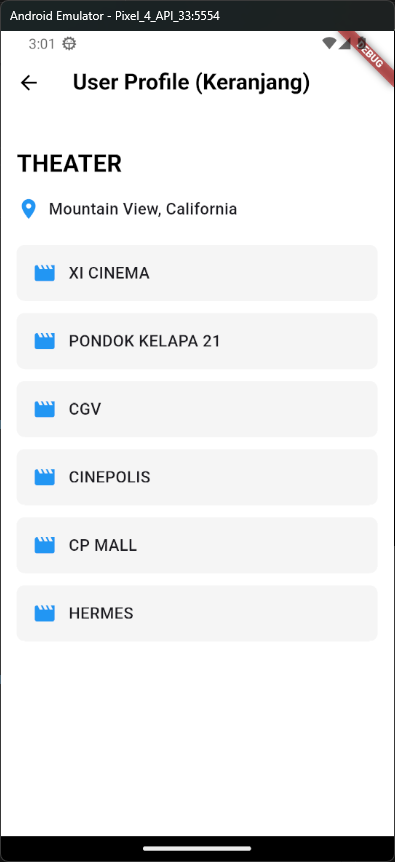 Android Emulator - Pixel_4_API_33:5554
3:01
DEBUG
User Profile (Keranjang)
THEATER
Mountain View, California
XI CINEMA
PONDOK KELAPA 21
CGV
CINEPOLIS
CP MALL
HERMES